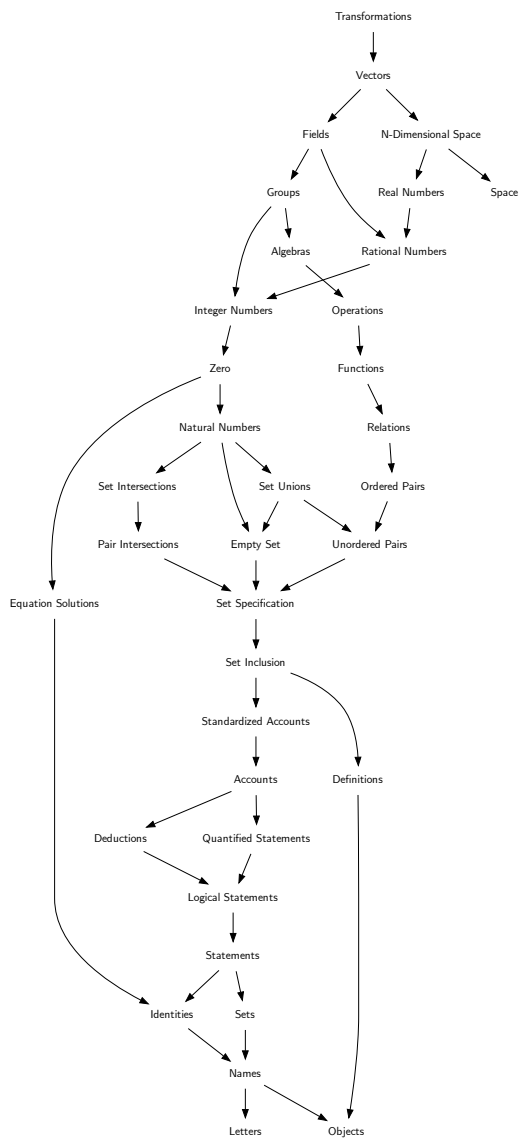 Transformations
Vectors
Fields
N-Dimensional Space
Groups
Real Numbers
Space
Algebras
Rational Numbers
Integer Numbers
Operations
Zero
Functions
Natural Numbers
Relations
Set Intersections
Set Unions
Ordered Pairs
Pair Intersections
Empty Set
Unordered Pairs
Equation Solutions
Set Specification
Set Inclusion
Standardized Accounts
Accounts
Definitions
Deductions
Quantified Statements
Logical Statements
Statements
Identities
Sets
Names
Letters
Objects